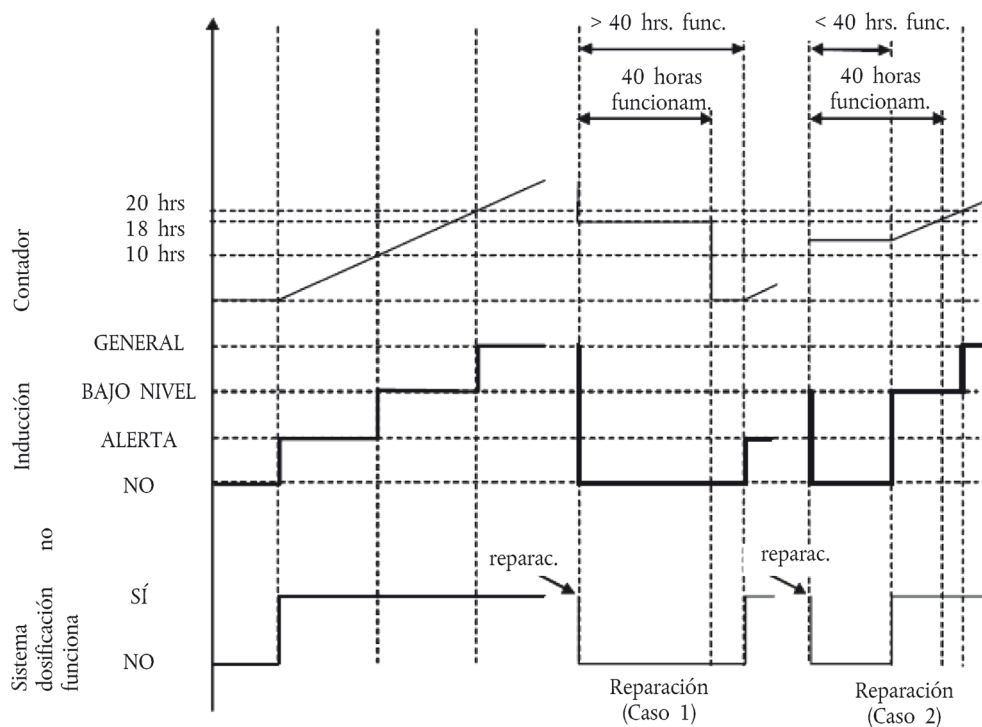 > 40 hrs. func.
< 40 hrs. func.
40 horas
funcionam.
40 horas
funcionam.
Contador
20 hrs
18 hrs
10 hrs
Inducción
GENERAL
BAJO NIVEL
ALERTA
NO
Sistema no
dosificación
funciona
SÍ
NO
reparac.
reparac.
Reparación
(Caso 1)
Reparación
(Caso 2)